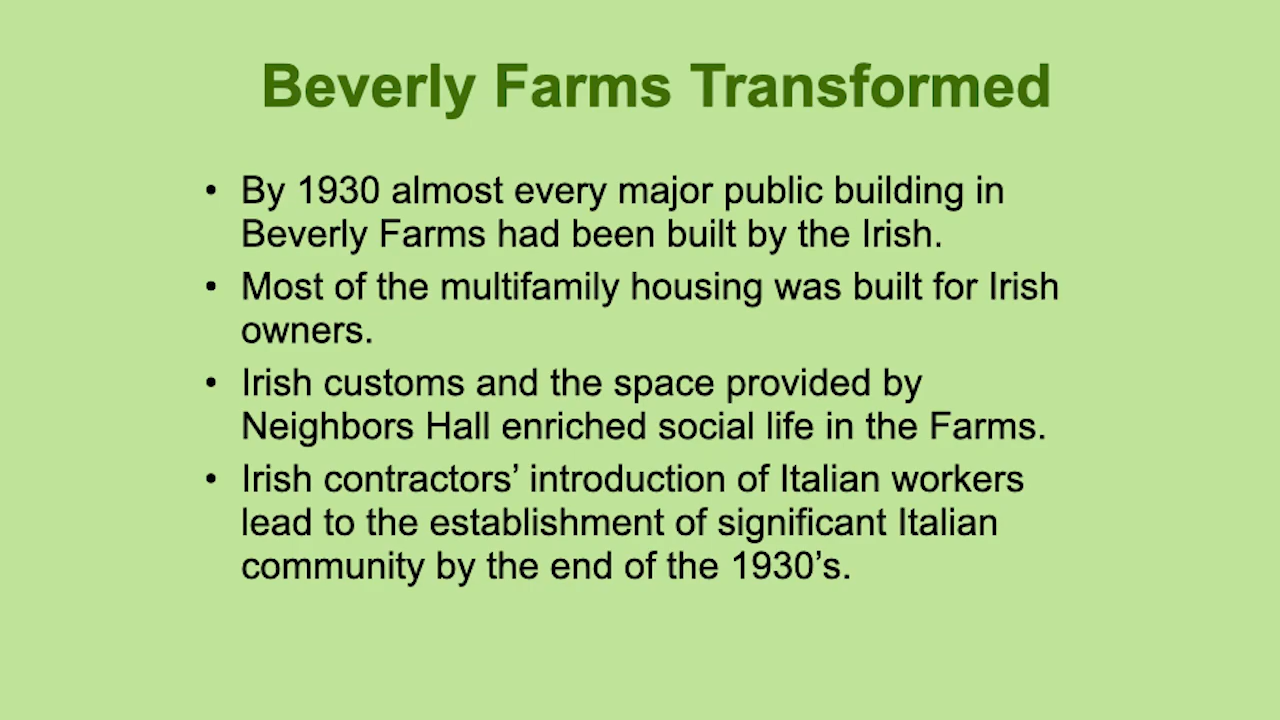 Beverly Farms Transformed
• By 1930 almost every major public building in
Beverly Farms had been built by the Irish.
• Most of the multifamily housing was built for Irish
owners.
• Irish customs and the space provided by
Neighbors Hall enriched social life in the Farms.
• Irish contractors’ introduction of Italian workers
lead to the establishment of significant Italian
community by the end of the 1930’s.